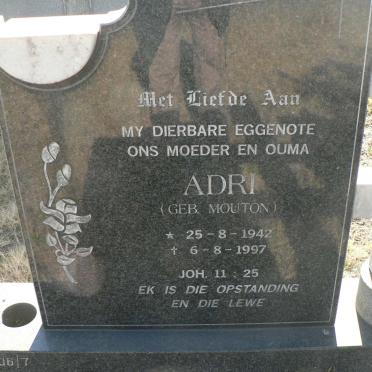 Met Liefde Aan
MY DIERBARE EGGENOTE
ONS MOEDER EN OUMA
ADRI
(GEB. MOUTON)
* 25-8-1942
† 6-8-1997
JOH. 11:25
EK IS DIE OPSTANDING
EN DIE LEWE